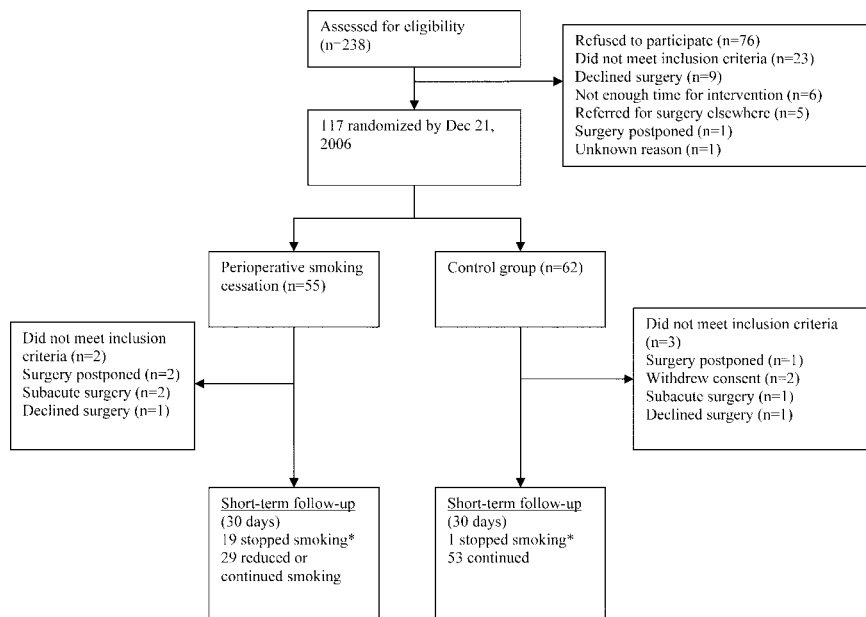 Assessed for eligibility
(n=238)
Refused to participate (n=76)
Did not meet inclusion criteria (n=23)
Declined surgery (n=9)
Not enough time for intervention (n=6)
Referred for surgery elsewhere (n=5)
Surgery postponed (n=1)
Unknown reason (n=1)
117 randomized by Dec 21,
2006
Perioperative smoking
cessation (n=55)
Control group (n=62)
Did not meet inclusion
criteria (n=2)
Surgery postponed (n=2)
Subacute surgery (n=2)
Declined surgery (n=1)
Did not meet inclusion criteria
(n=3)
Surgery postponed (n=1)
Withdrew consent (n=2)
Subacute surgery (n=1)
Declined surgery (n=1)
Short-term follow-up
(30 days)
19 stopped smoking*
29 reduced or
continued smoking
Short-term follow-up
(30 days)
1 stopped smoking*
53 continued